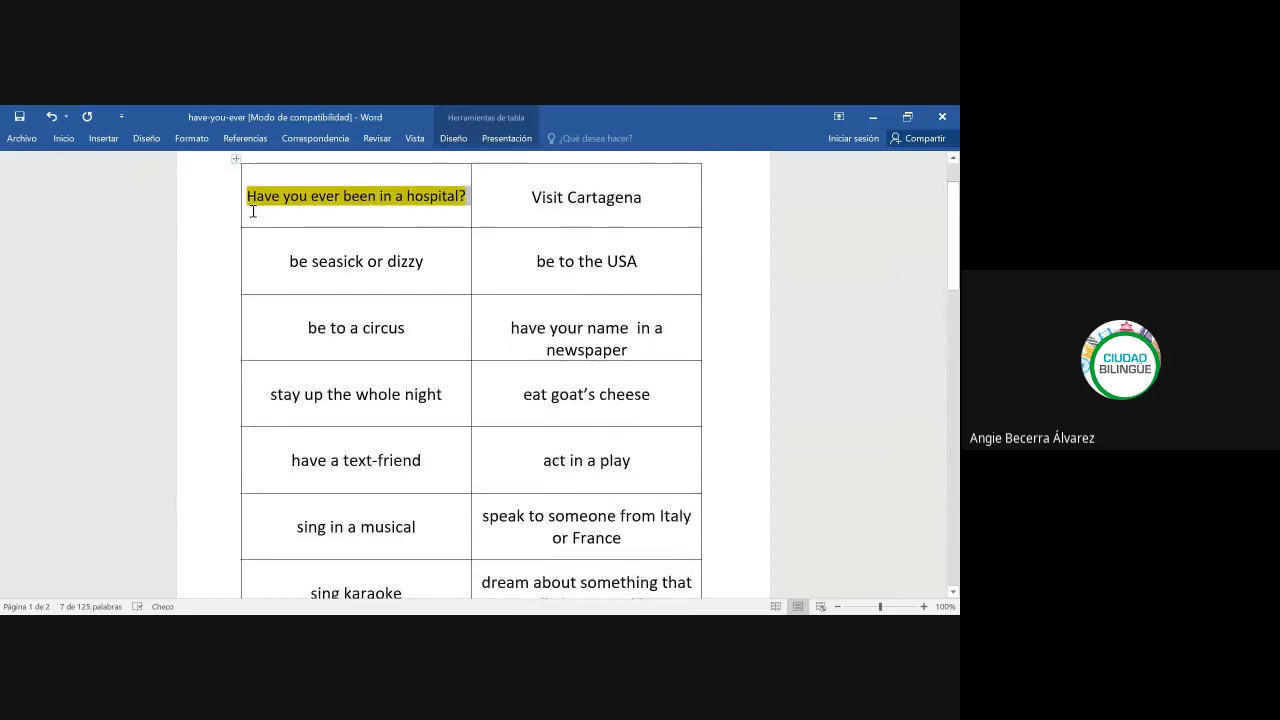 have-you-ever [Modo de compatibilidad] - Word
Herramientas de tabla
Archivo Inicio Insertar Diseño Formato Referencias Correspondencia Revisar Vista Diseño Presentación ¿Qué desea hacer? Iniciar sesión Compartir
Have you ever been in a hospital?
Visit Cartagena
be seasick or dizzy
be to the USA
be to a circus
have your name in a
newspaper
stay up the whole night
eat goat's cheese
have a text-friend
act in a play
sing in a musical
speak to someone from Italy
or France
sing karaoke
dream about something that
Página 1 de 2 7 de 125 palabras Checo 100%
CIUDAD
BILINGÜE
Angie Becerra Álvarez